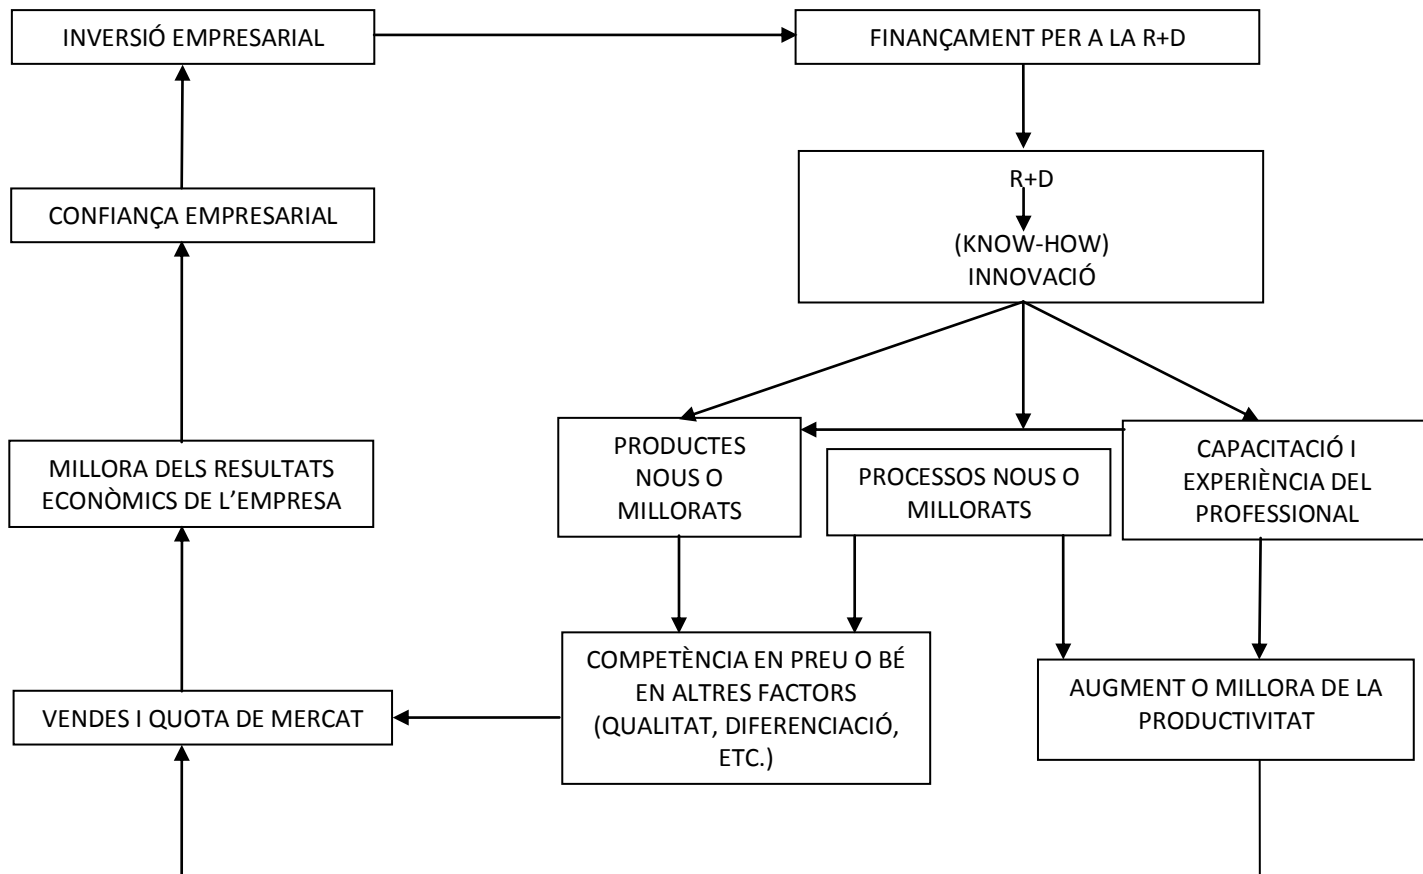 INVERSIÓ EMPRESARIAL
FINANÇAMENT PER A LA R+D
R+D
(KNOW-HOW)
INNOVACIÓ
CONFIANÇA EMPRESARIAL
PRODUCTES
NOUS O
MILLORATS
PROCESSOS NOUS O
MILLORATS
CAPACITACIÓ I
EXPERIÈNCIA DEL
PROFESSIONAL
MILLORA DELS RESULTATS
ECONÒMICS DE L’EMPRESA
COMPETÈNCIA EN PREU O BÉ
EN ALTRES FACTORS
(QUALITAT, DIFERENCIACIÓ,
ETC.)
AUGMENT O MILLORA DE LA
PRODUCTIVITAT
VENDES I QUOTA DE MERCAT